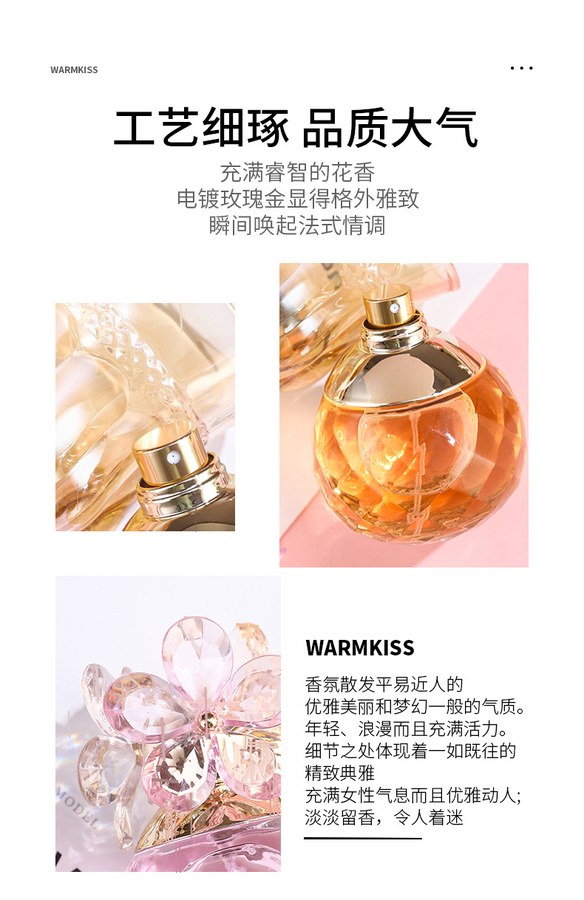 WARMKISS
工艺细琢 品质大气
充满睿智的花香
电镀玫瑰金显得格外雅致
瞬间唤起法式情调
WARMKISS
香氛散发平易近人的
优雅美丽和梦幻一般的气质。
年轻、浪漫而且充满活力。
细节之处体现着一如既往的
精致典雅
充满女性气息而且优雅动人;
淡淡留香，令人着迷
MODEL